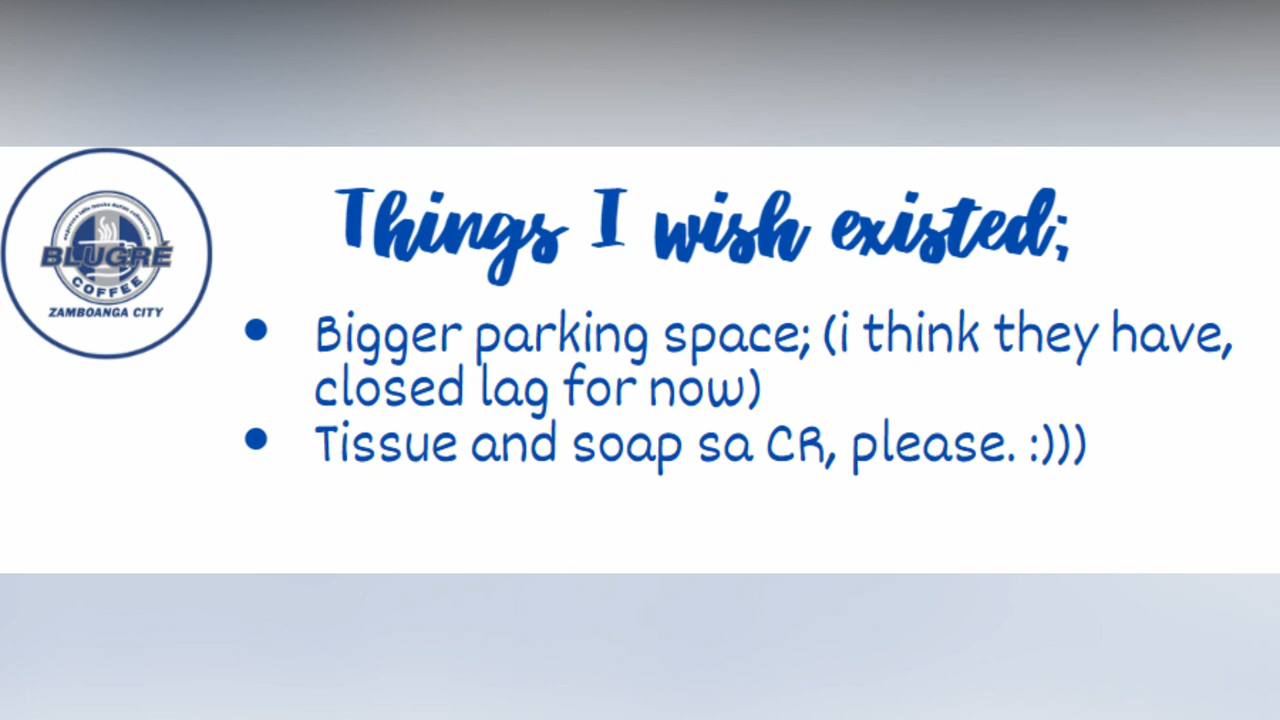 BLUGRÉ
COFFEE
ZAMBOANGA CITY
Things I wish existed;
• Bigger parking space; (i think they have,
closed lag for now)
• Tissue and soap sa CR, please. :)))